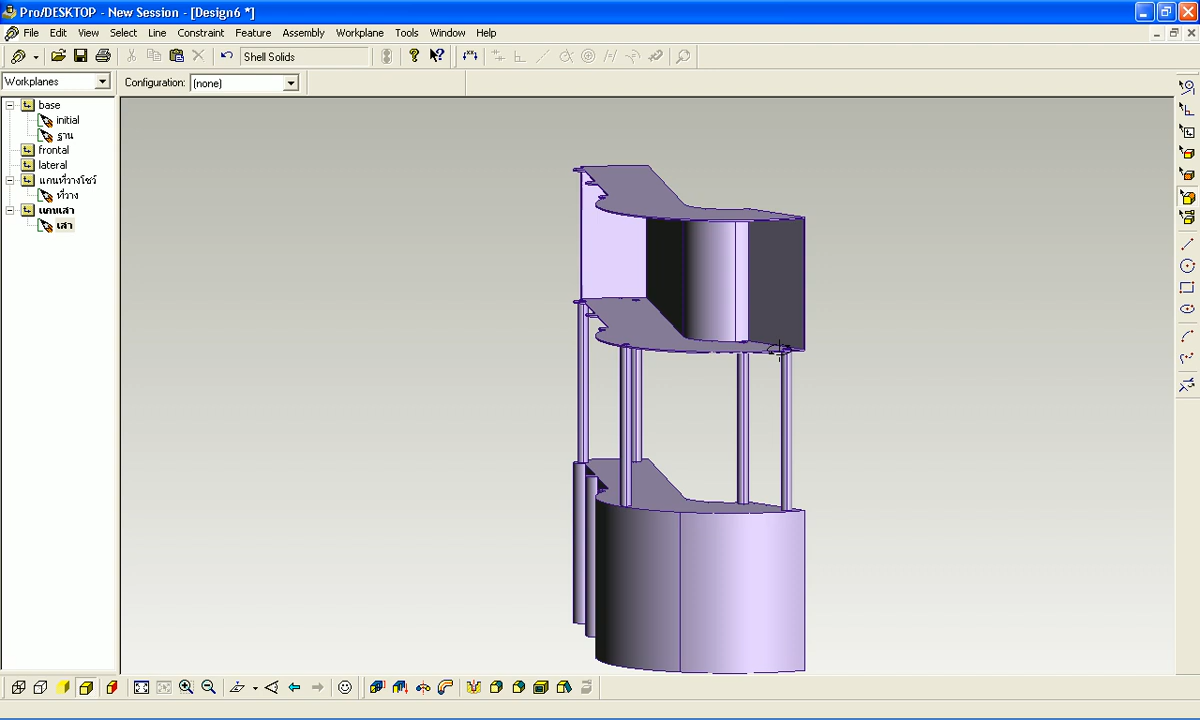 Pro/DESKTOP - New Session - [Design6 *]
File Edit View Select Line Constraint Feature Assembly Workplane Tools Window Help
Shell Solids
Workplanes
Configuration: (none)
base
initial
ฐาน
frontal
lateral
แกนที่วางโชว์
ที่วาง
แกนเสา
เสา